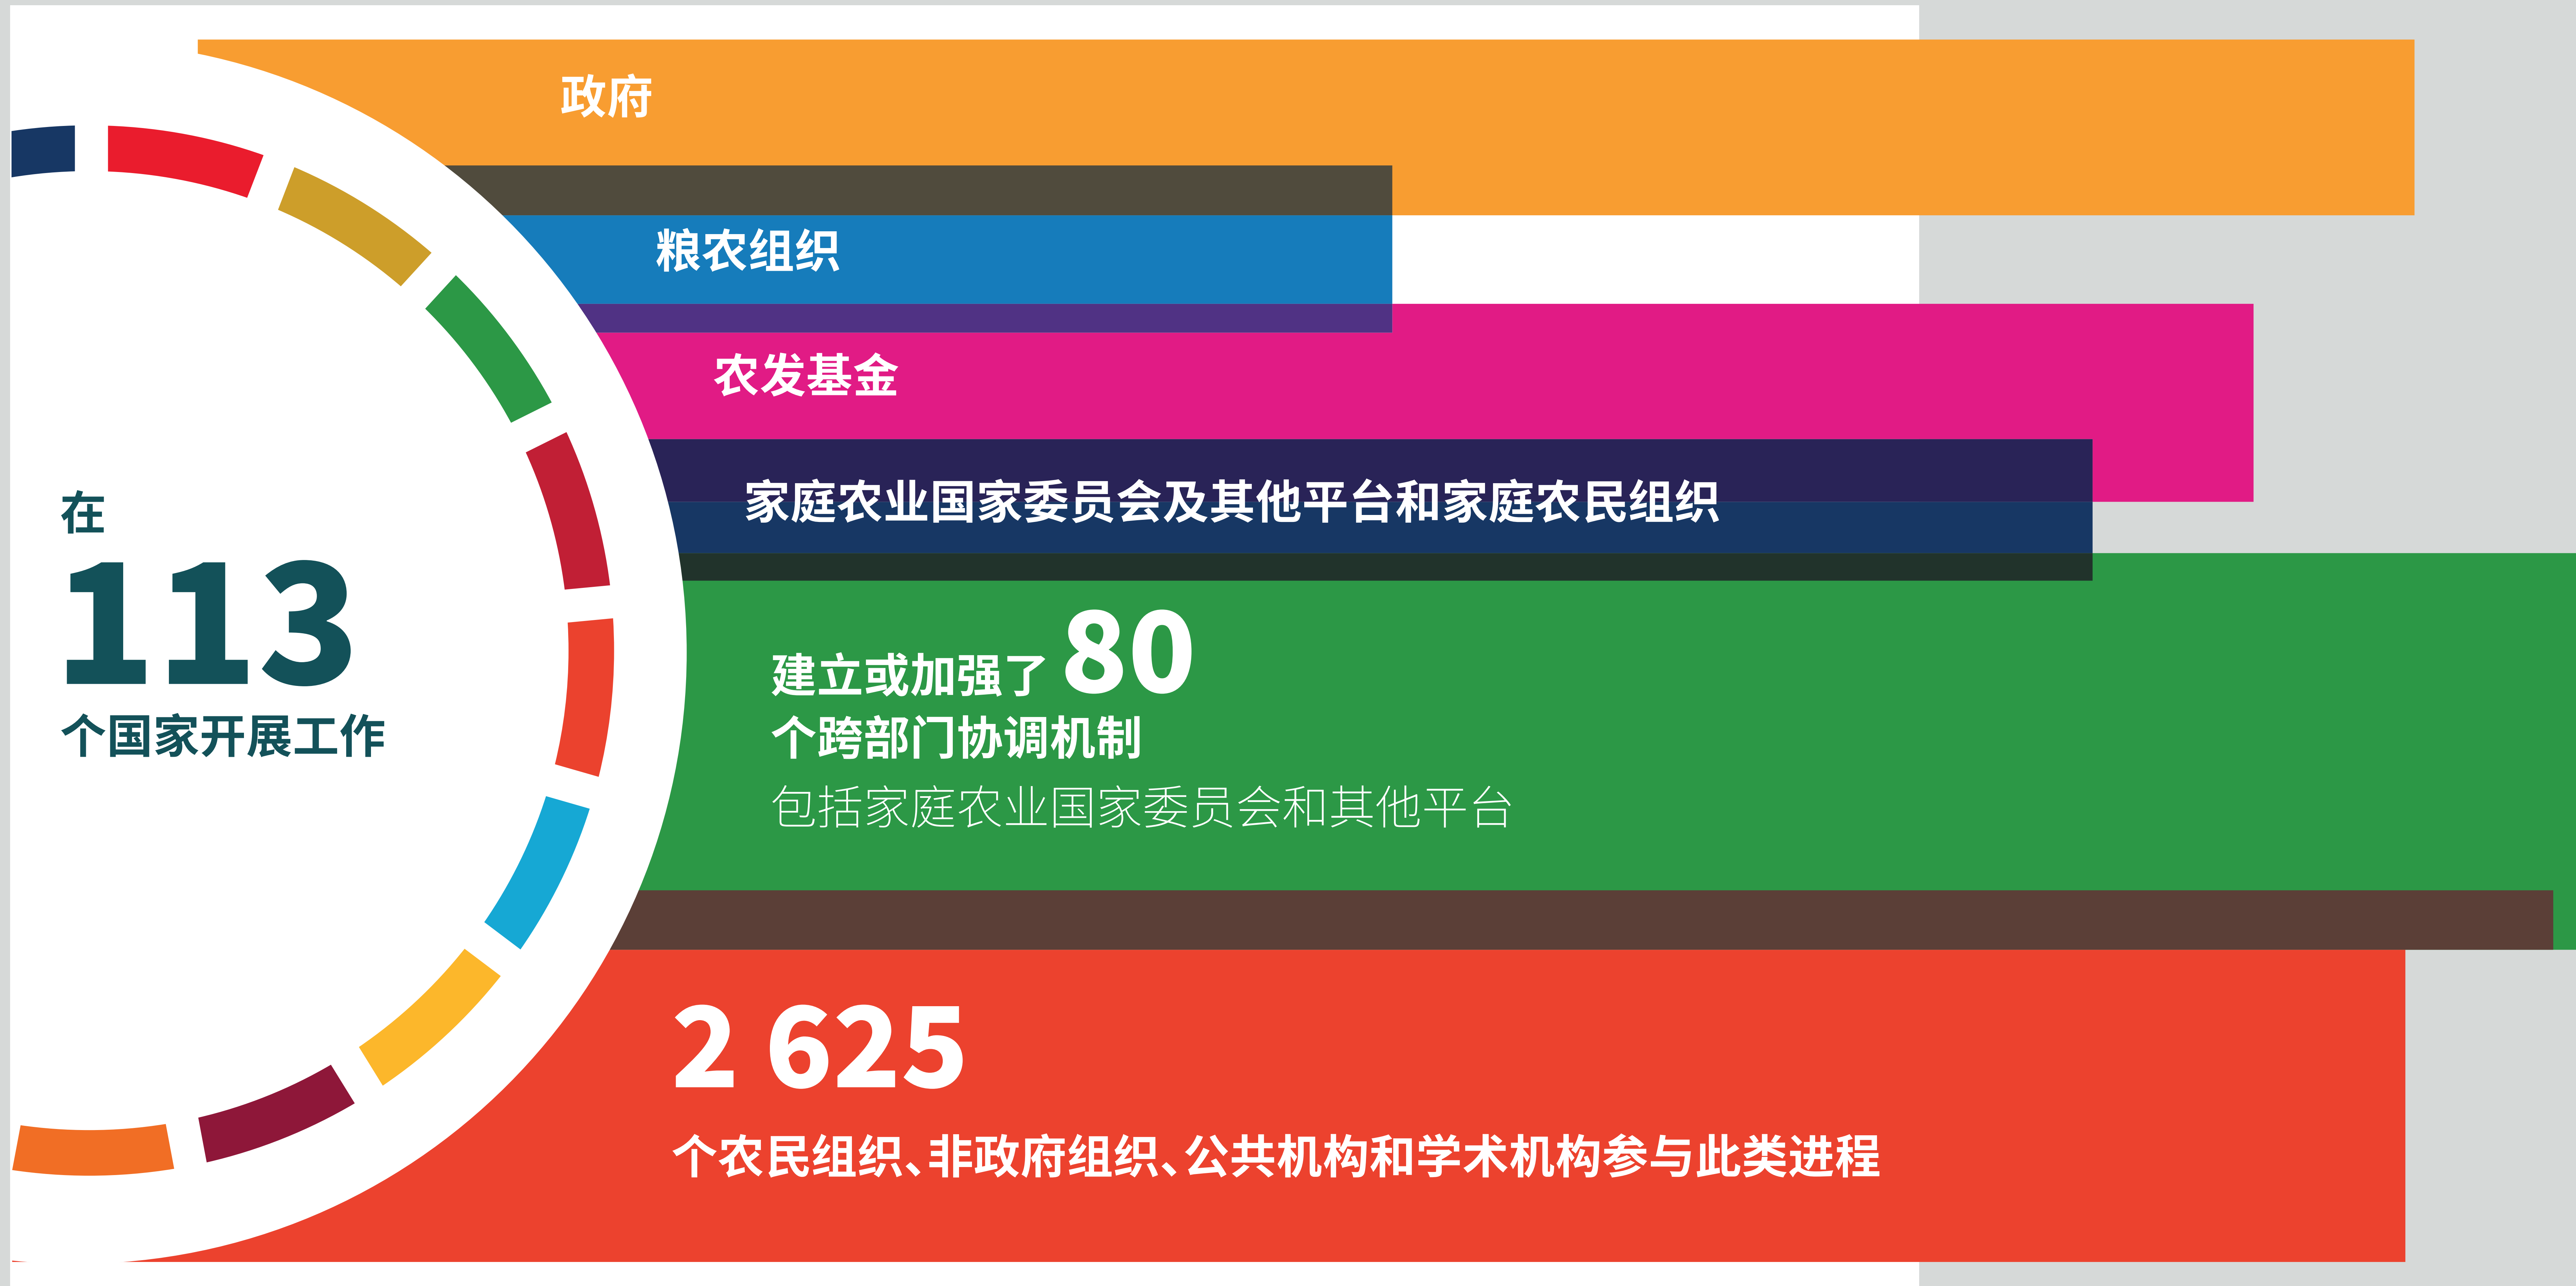 政府
粮农组织
农发基金
家庭农业国家委员会及其他平台和家庭农民组织
在
113
个国家开展工作
建立或加强了 80
个跨部门协调机制
包括家庭农业国家委员会和其他平台
2 625
个农民组织、非政府组织、公共机构和学术机构参与此类进程